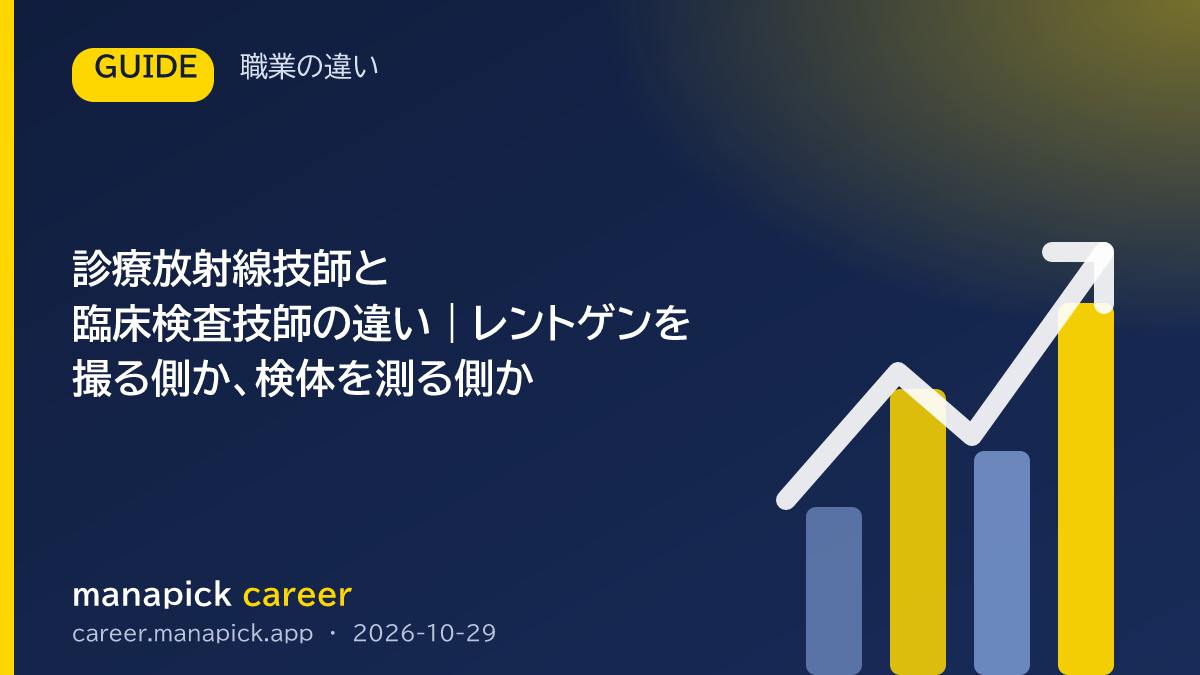 GUIDE 職業の違い
診療放射線技師と
臨床検査技師の違い｜レントゲンを
撮る側か、検体を測る側か
manapick career
career.manapick.app ・ 2026-10-29